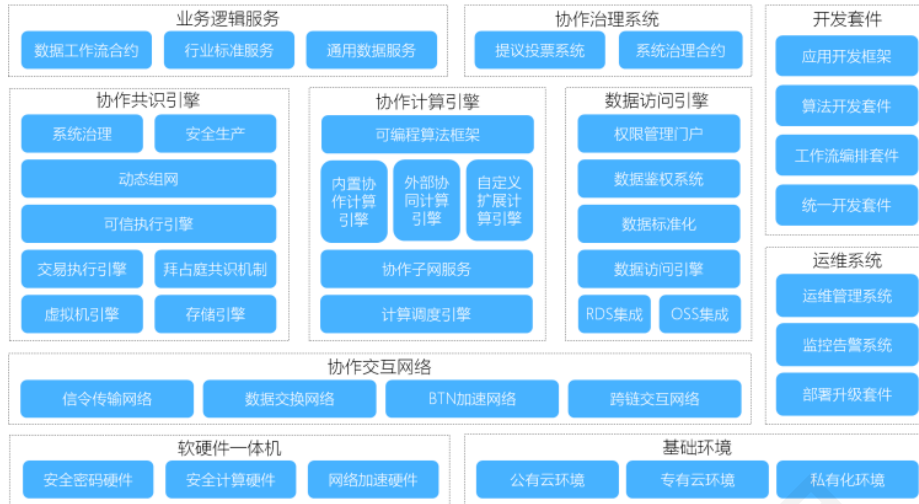 业务逻辑服务
数据工作流合约
行业标准服务
通用数据服务
协作治理系统
提议投票系统
系统治理合约
开发套件
应用开发框架
算法开发套件
工作流编排套件
统一开发套件
协作共识引擎
系统治理
安全生产
动态组网
可信执行引擎
交易执行引擎
拜占庭共识机制
虚拟机引擎
存储引擎
协作计算引擎
可编程算法框架
内置协
作计算
引擎
外部协
同计算
引擎
自定义
扩展计
算引擎
协作子网服务
计算调度引擎
数据访问引擎
权限管理门户
数据鉴权系统
数据标准化
数据访问引擎
RDS集成
OSS集成
运维系统
运维管理系统
监控告警系统
部署升级套件
协作交互网络
信令传输网络
数据交换网络
BTN加速网络
跨链交互网络
软硬件一体机
安全密码硬件
安全计算硬件
网络加速硬件
基础环境
公有云环境
专有云环境
私有化环境